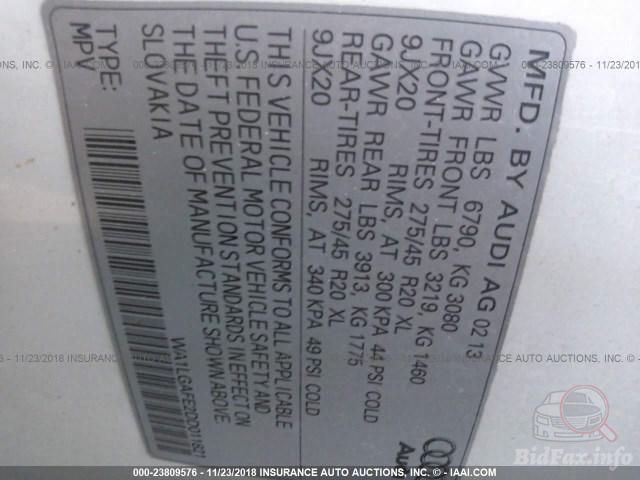 MFD. BY AUDI AG 02 13
GVWR LBS 6790, KG 3080
GAWR FRONT LBS 3219, KG 1460
FRONT-TIRES 275/45 R20 XL
9JX20 RIMS, AT 300 KPA 44 PSI COLD
GAWR REAR LBS 3913, KG 1775
REAR-TIRES 275/45 R20 XL
9JX20 RIMS, AT 340 KPA 49 PSI COLD
THIS VEHICLE CONFORMS TO ALL APPLICABLE
U.S. FEDERAL MOTOR VEHICLE SAFETY AND
THEFT PREVENTION STANDARDS IN EFFECT ON
THE DATE OF MANUFACTURE SHOWN ABOVE.
SLOVAKIA WA1LGAFE2DD011621
TYPE:
MPV
000-23809576 - 11/23/2018 INSURANCE AUTO AUCTIONS, INC. © - IAAI.COM
BidFax.info